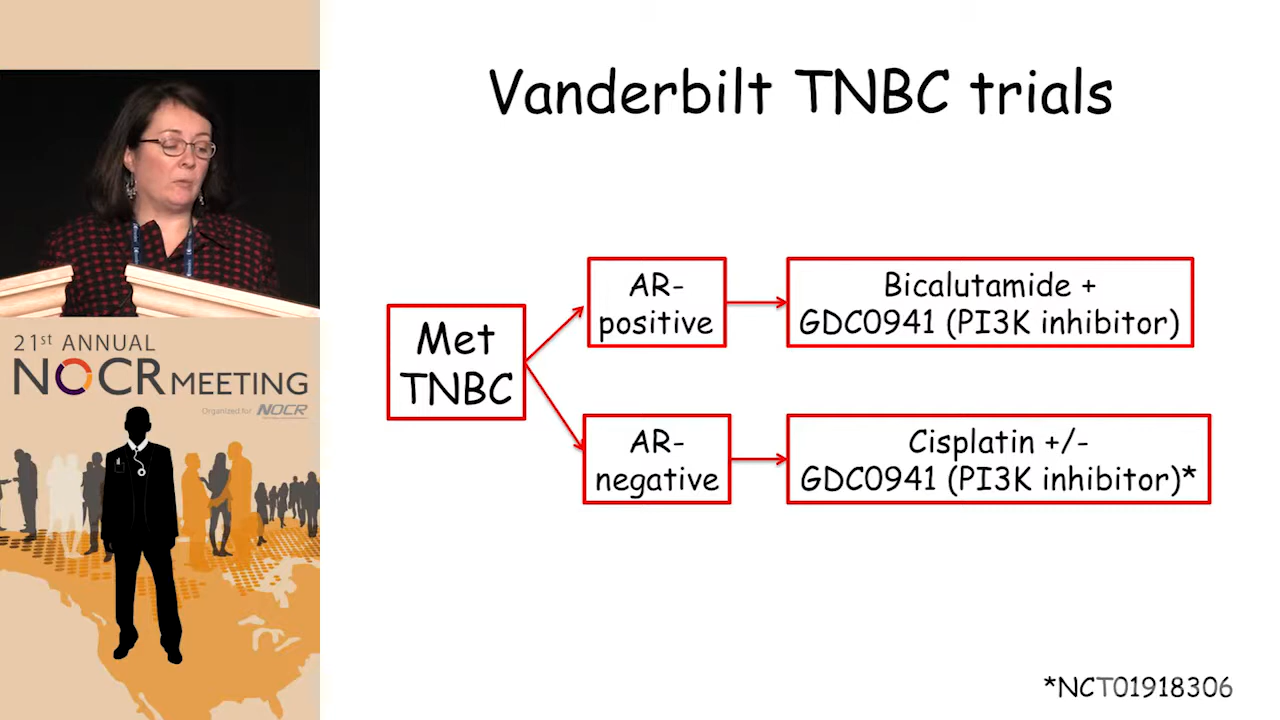 Vanderbilt TNBC trials
Met
TNBC
AR-
positive
Bicalutamide +
GDC0941 (PI3K inhibitor)
AR-
negative
Cisplatin +/-
GDC0941 (PI3K inhibitor)*
*NCT01918306
21st ANNUAL
NOCR MEETING
Organized for NOCR